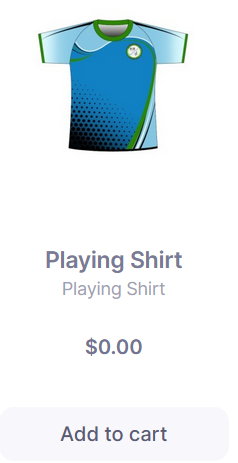 Playing Shirt
Playing Shirt
$0.00
Add to cart